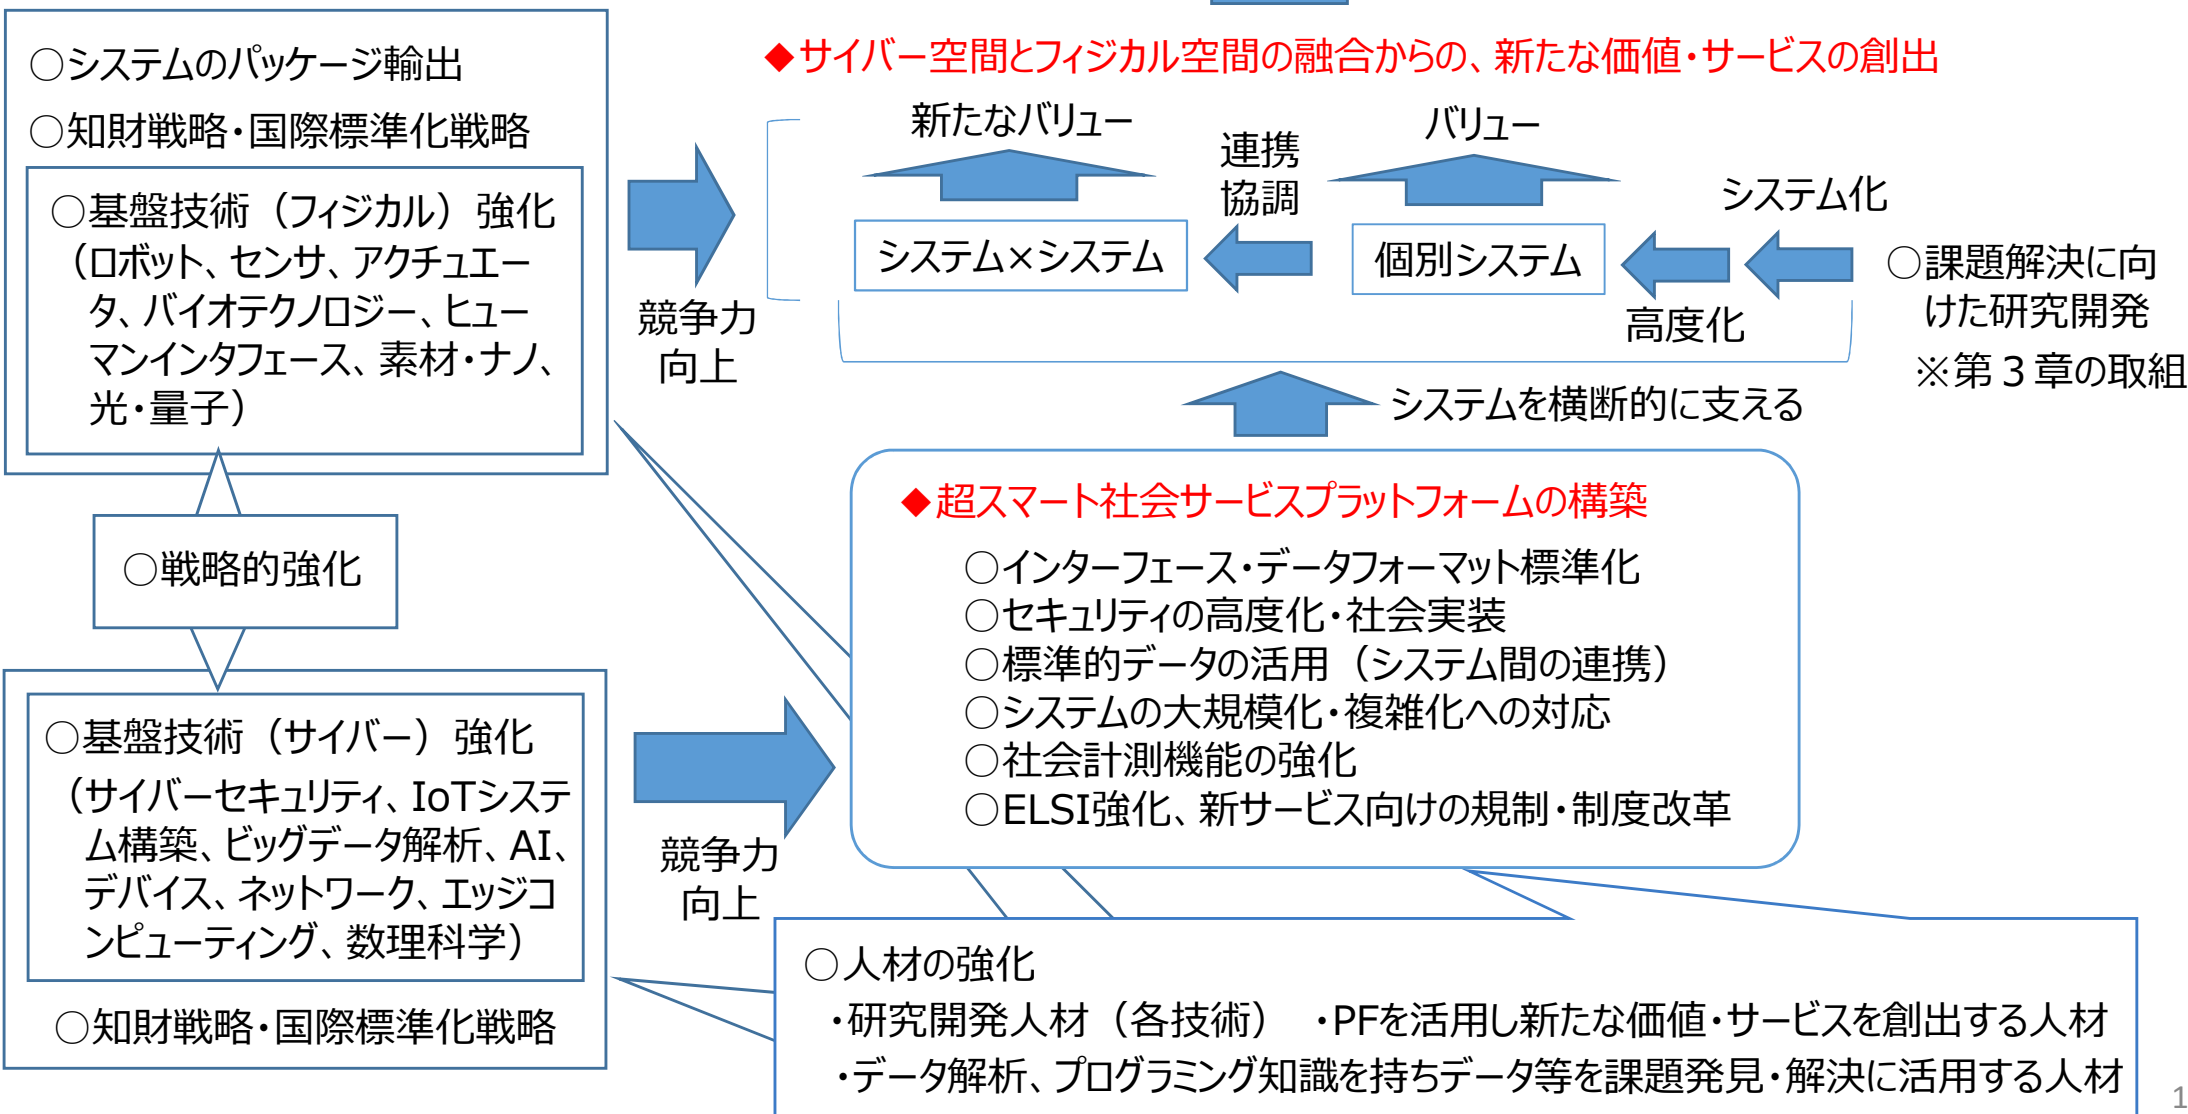 ○システムのパッケージ輸出
○知財戦略・国際標準化戦略
○基盤技術（フィジカル）強化
（ロボット、センサ、アクチュエー
タ、バイオテクノロジー、ヒュー
マンインタフェース、素材・ナノ、
光・量子）
○戦略的強化
○基盤技術（サイバー）強化
（サイバーセキュリティ、IoTシステ
ム構築、ビッグデータ解析、AI、
デバイス、ネットワーク、エッジコ
ンピューティング、数理科学）
○知財戦略・国際標準化戦略
競争力
向上
競争力
向上
◆サイバー空間とフィジカル空間の融合からの、新たな価値・サービスの創出
新たなバリュー
連携
協調
バリュー
システム化
システム×システム
個別システム
高度化
○課題解決に向
けた研究開発
※第３章の取組
システムを横断的に支える
◆超スマート社会サービスプラットフォームの構築
○インターフェース・データフォーマット標準化
○セキュリティの高度化・社会実装
○標準的データの活用（システム間の連携）
○システムの大規模化・複雑化への対応
○社会計測機能の強化
○ELSI強化、新サービス向けの規制・制度改革
○人材の強化
・研究開発人材（各技術）　・PFを活用し新たな価値・サービスを創出する人材
・データ解析、プログラミング知識を持ちデータ等を課題発見・解決に活用する人材
1